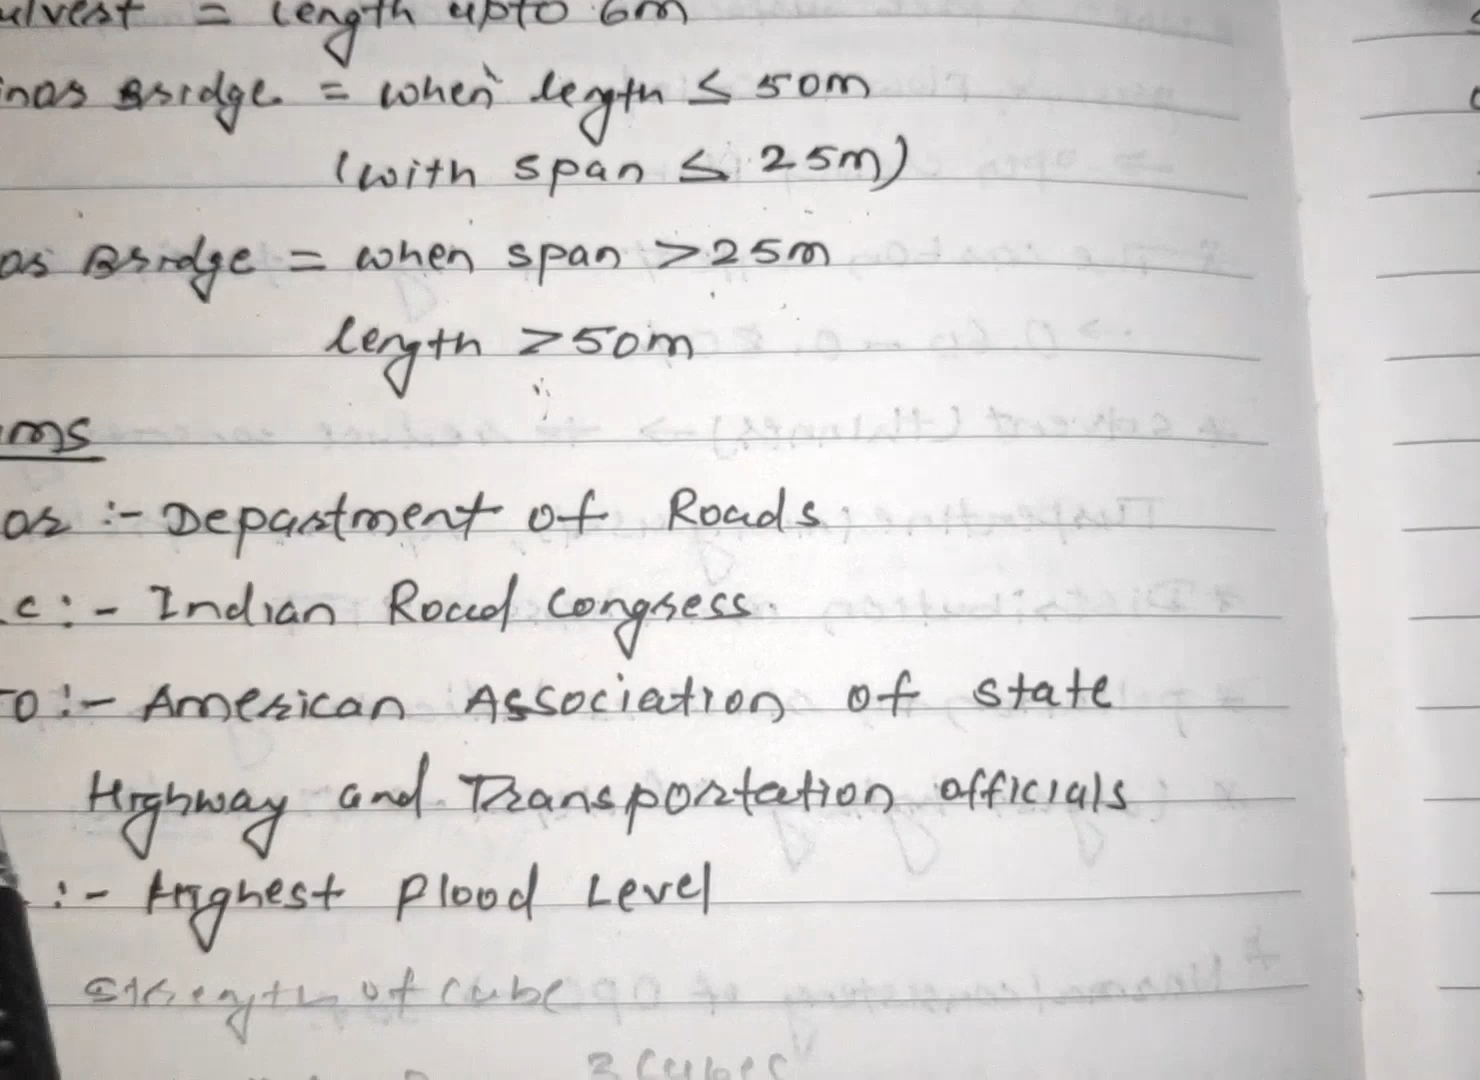 ulvert = length upto 6m
inor Bridge = when length ≤ 50m
(with span ≤ 25m)
or Bridge = when span > 25m
length > 50m
ms
or :- Department of Roads
c :- Indian Road Congress.
TO :- American Association of state
Highway and Transportation officials
:- Highest Flood Level
strength of cube
3 cubes